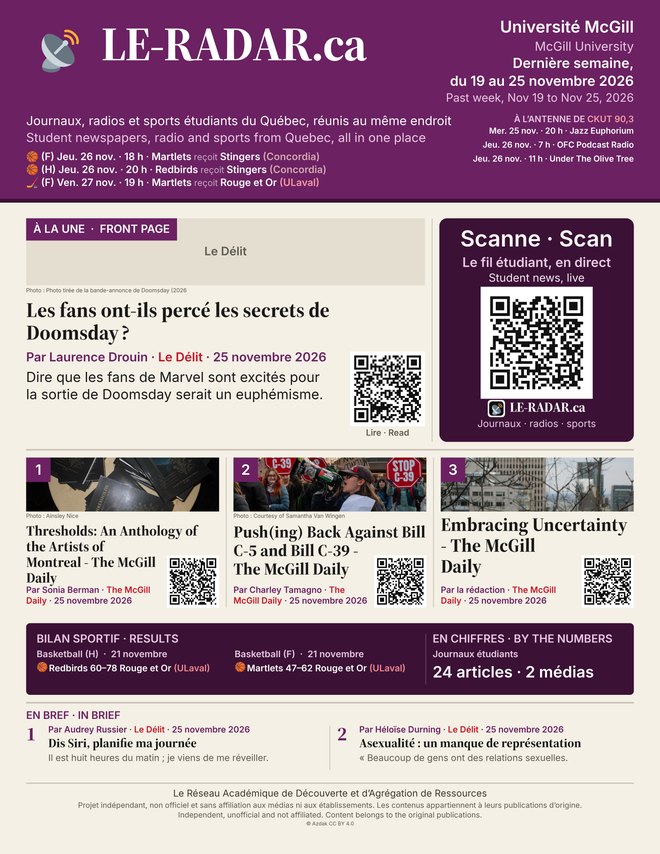 LE-RADAR.ca
Université McGill
McGill University
Dernière semaine,
du 19 au 25 novembre 2026
Past week, Nov 19 to Nov 25, 2026
Journaux, radios et sports étudiants du Québec, réunis au même endroit
Student newspapers, radio and sports from Quebec, all in one place
(F) Jeu. 26 nov. · 18 h · Martlets reçoit Stingers (Concordia)
(H) Jeu. 26 nov. · 20 h · Redbirds reçoit Stingers (Concordia)
(F) Ven. 27 nov. · 19 h · Martlets reçoit Rouge et Or (ULaval)
À L'ANTENNE DE CKUT 90,3
Mer. 25 nov. · 20 h · Jazz Euphorium
Jeu. 26 nov. · 7 h · OFC Podcast Radio
Jeu. 26 nov. · 11 h · Under The Olive Tree
À LA UNE · FRONT PAGE
Le Délit
Photo : Photo tirée de la bande-annonce de Doomsday (2026
Les fans ont-ils percé les secrets de
Doomsday ?
Par Laurence Drouin · Le Délit · 25 novembre 2026
Dire que les fans de Marvel sont excités pour
la sortie de Doomsday serait un euphémisme.
Lire · Read
Scanne · Scan
Le fil étudiant, en direct
Student news, live
LE-RADAR.ca
Journaux · radios · sports
1
Photo : Ainsley Nice
Thresholds: An Anthology of
the Artists of
Montreal - The McGill
Daily
Par Sonia Berman · The McGill
Daily · 25 novembre 2026
2
C-39
STOP
C-39
Photo : Courtesy of Samantha Van Wingen
Push(ing) Back Against Bill
C-5 and Bill C-39 -
The McGill Daily
Par Charley Tamagno · The
McGill Daily · 25 novembre 2026
3
Embracing Uncertainty
- The McGill
Daily
Par la rédaction · The McGill
Daily · 25 novembre 2026
BILAN SPORTIF · RESULTS
Basketball (H) · 21 novembre
Redbirds 60–78 Rouge et Or (ULaval)
Basketball (F) · 21 novembre
Martlets 47–62 Rouge et Or (ULaval)
EN CHIFFRES · BY THE NUMBERS
Journaux étudiants
24 articles · 2 médias
EN BREF · IN BRIEF
1
Par Audrey Russier · Le Délit · 25 novembre 2026
Dis Siri, planifie ma journée
Il est huit heures du matin ; je viens de me réveiller.
2
Par Héloïse Durning · Le Délit · 25 novembre 2026
Asexualité : un manque de représentation
« Beaucoup de gens ont des relations sexuelles.
Le Réseau Académique de Découverte et d'Agrégation de Ressources
Projet indépendant, non officiel et sans affiliation aux médias ni aux établissements. Les contenus appartiennent à leurs publications d'origine.
Independent, unofficial and not affiliated. Content belongs to the original publications.
© Azdak CC BY 4.0